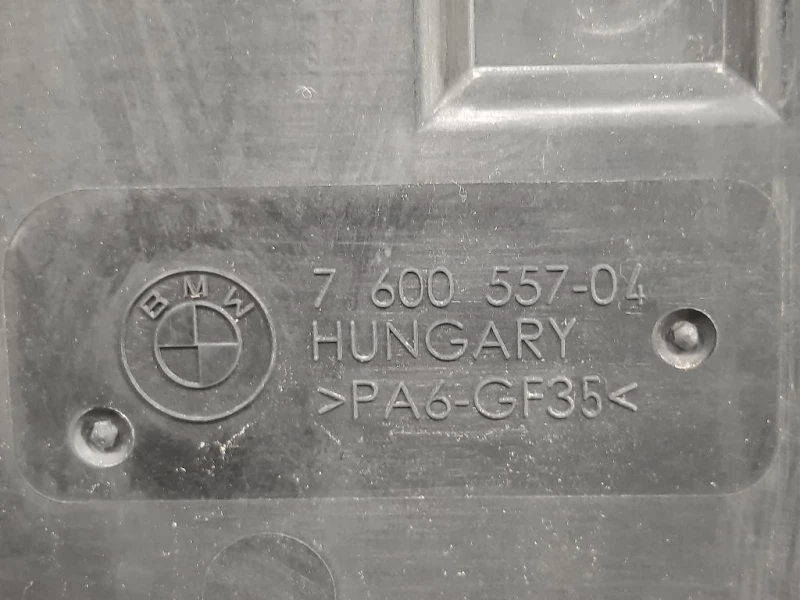 BMW
7 600 557-04
HUNGARY
>PA6-GF35<